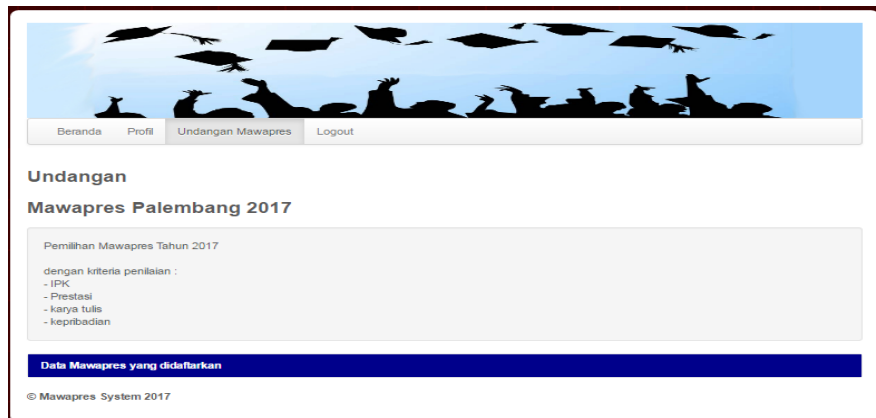 Beranda Profil Undangan Mawapres Logout
Undangan
Mawapres Palembang 2017
Pemilihan Mawapres Tahun 2017
dengan kriteria penilaian :
- IPK
- Prestasi
- karya tulis
- kepribadian
Data Mawapres yang didaftarkan
© Mawapres System 2017